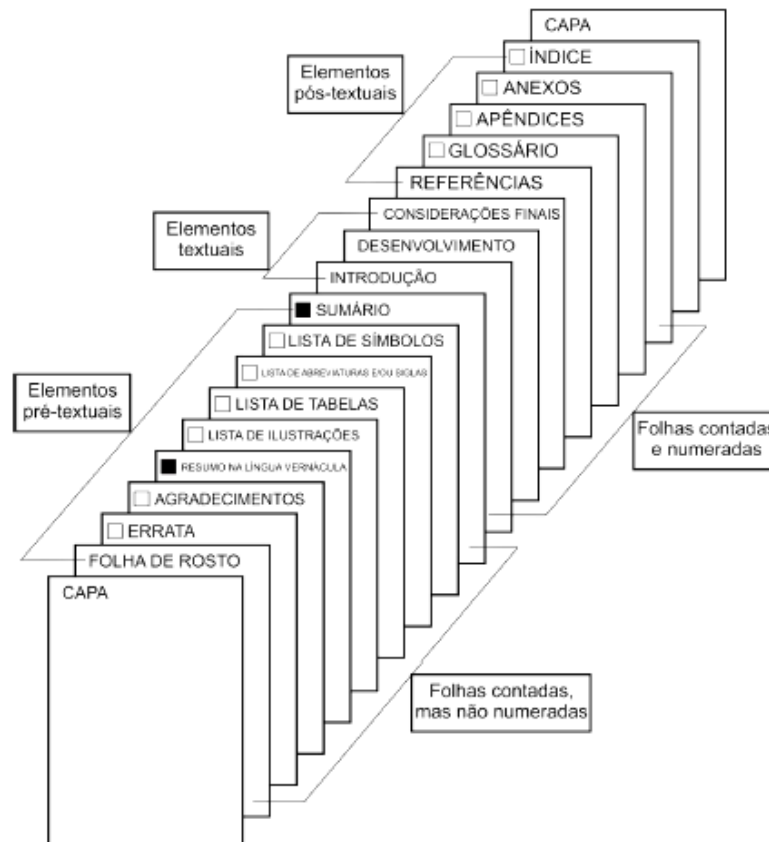 CAPA
ÍNDICE
ANEXOS
APÊNDICES
GLOSSÁRIO
REFERÊNCIAS
Elementos
pós-textuais
CONSIDERAÇÕES FINAIS
DESENVOLVIMENTO
INTRODUÇÃO
Elementos
textuais
SUMÁRIO
LISTA DE SÍMBOLOS
LISTA DE ABREVIATURAS E/OU SIGLAS
LISTA DE TABELAS
LISTA DE ILUSTRAÇÕES
RESUMO NA LÍNGUA VERNÁCULA
AGRADECIMENTOS
ERRATA
FOLHA DE ROSTO
CAPA
Elementos
pré-textuais
Folhas contadas
e numeradas
Folhas contadas,
mas não numeradas